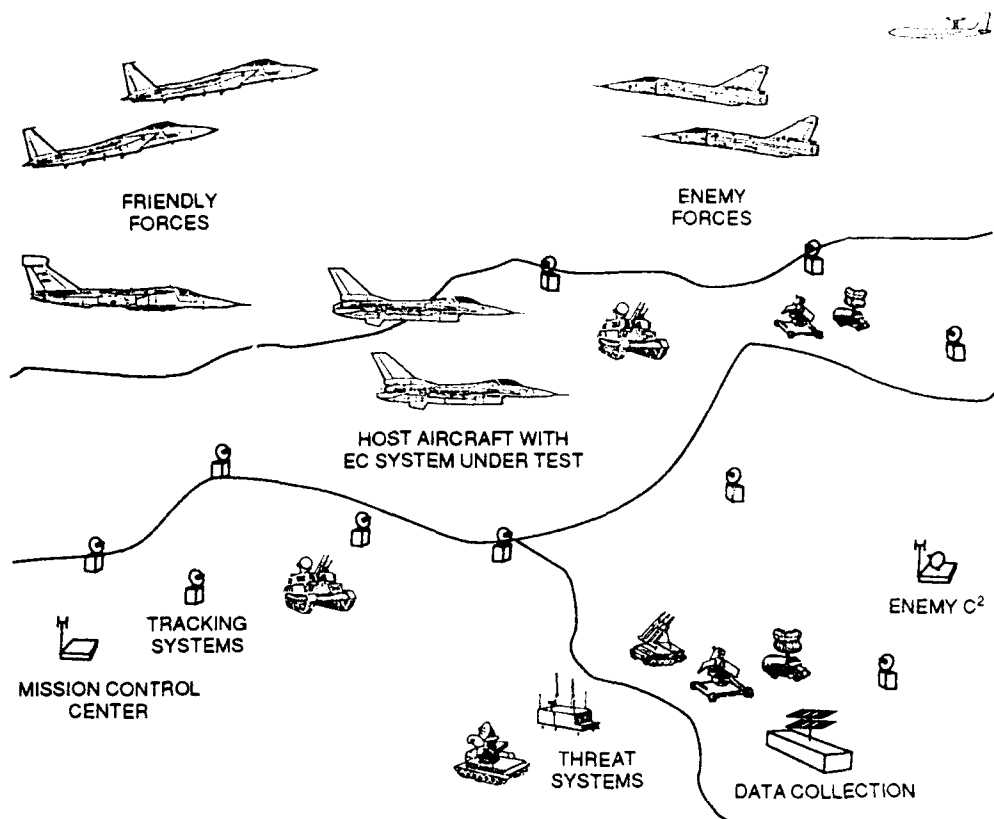 FRIENDLY
FORCES
ENEMY
FORCES
HOST AIRCRAFT WITH
EC SYSTEM UNDER TEST
TRACKING
SYSTEMS
ENEMY C²
MISSION CONTROL
CENTER
THREAT
SYSTEMS
DATA COLLECTION